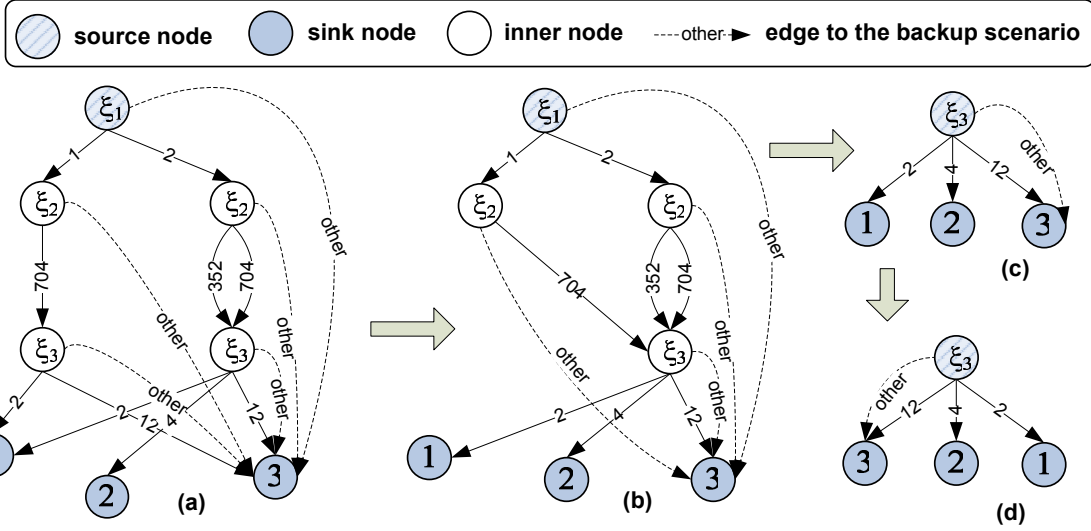 source node sink node inner node other edge to the backup scenario
ξ1
1 2
ξ2 ξ2
other
704 352 704
other other
ξ3 ξ3
other other
2 2 12 4 12
2 3
(a)
ξ1
1 2
ξ2 ξ2
other
704 352 704
other other
ξ3
other
2 4 12
1 2 3
(b)
ξ3
other
2 4 12
1 2 3
(c)
ξ3
other
12 4 2
3 2 1
(d)